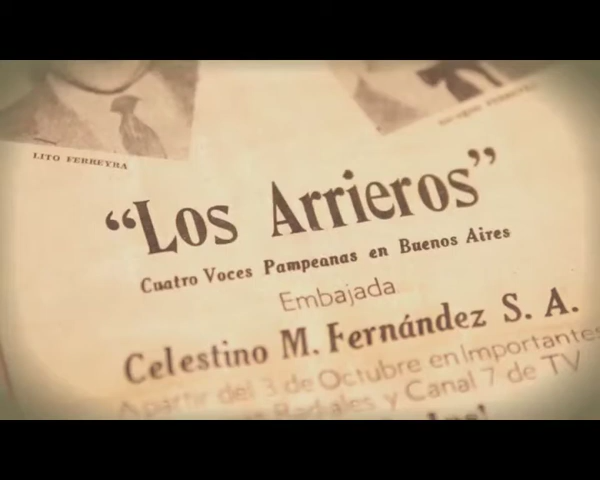 LITO FERREYRA
"Los Arrieros"
Cuatro Voces Pampeanas en Buenos Aires
Embajada
Celestino M. Fernández S. A.
A partir del 3 de Octubre en Importantes
Radiales y Canal 7 de TV